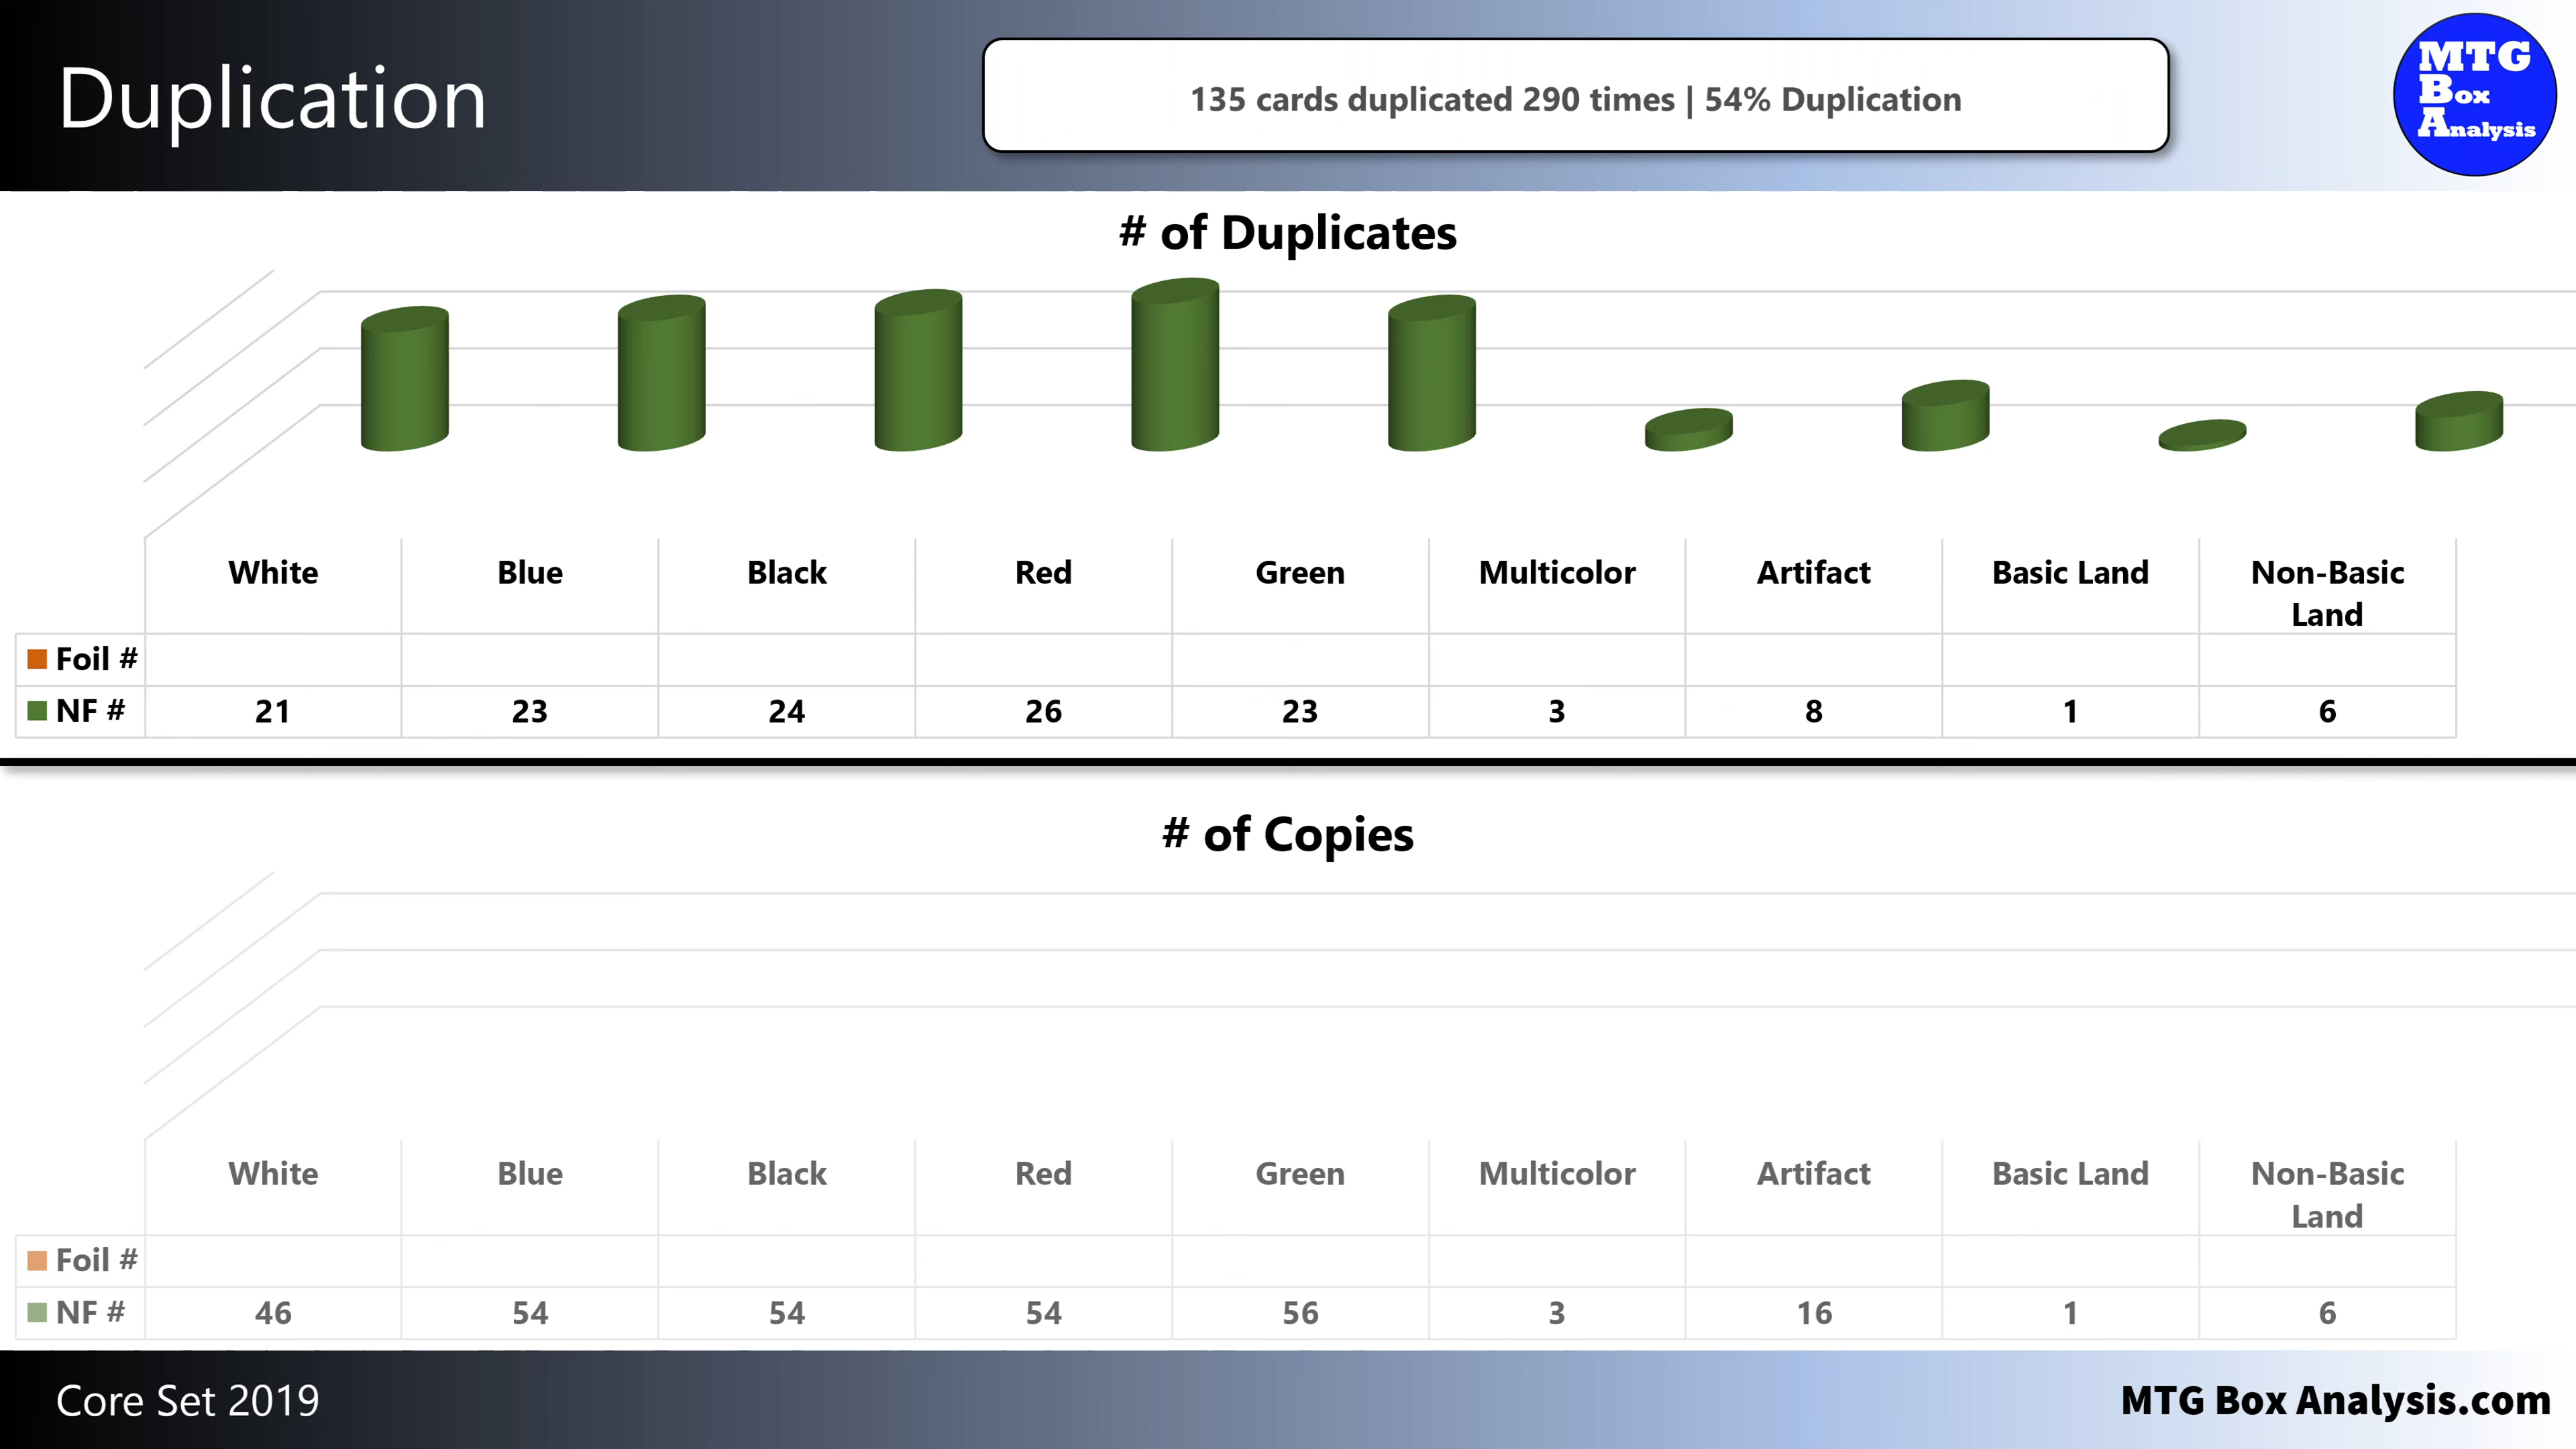 Duplication
135 cards duplicated 290 times | 54% Duplication
MTG
Box
Analysis
# of Duplicates
White Blue Black Red Green Multicolor Artifact Basic Land Non-Basic
Land
Foil #
NF # 21 23 24 26 23 3 8 1 6
# of Copies
White Blue Black Red Green Multicolor Artifact Basic Land Non-Basic
Land
Foil #
NF # 46 54 54 54 56 3 16 1 6
Core Set 2019
MTG Box Analysis.com